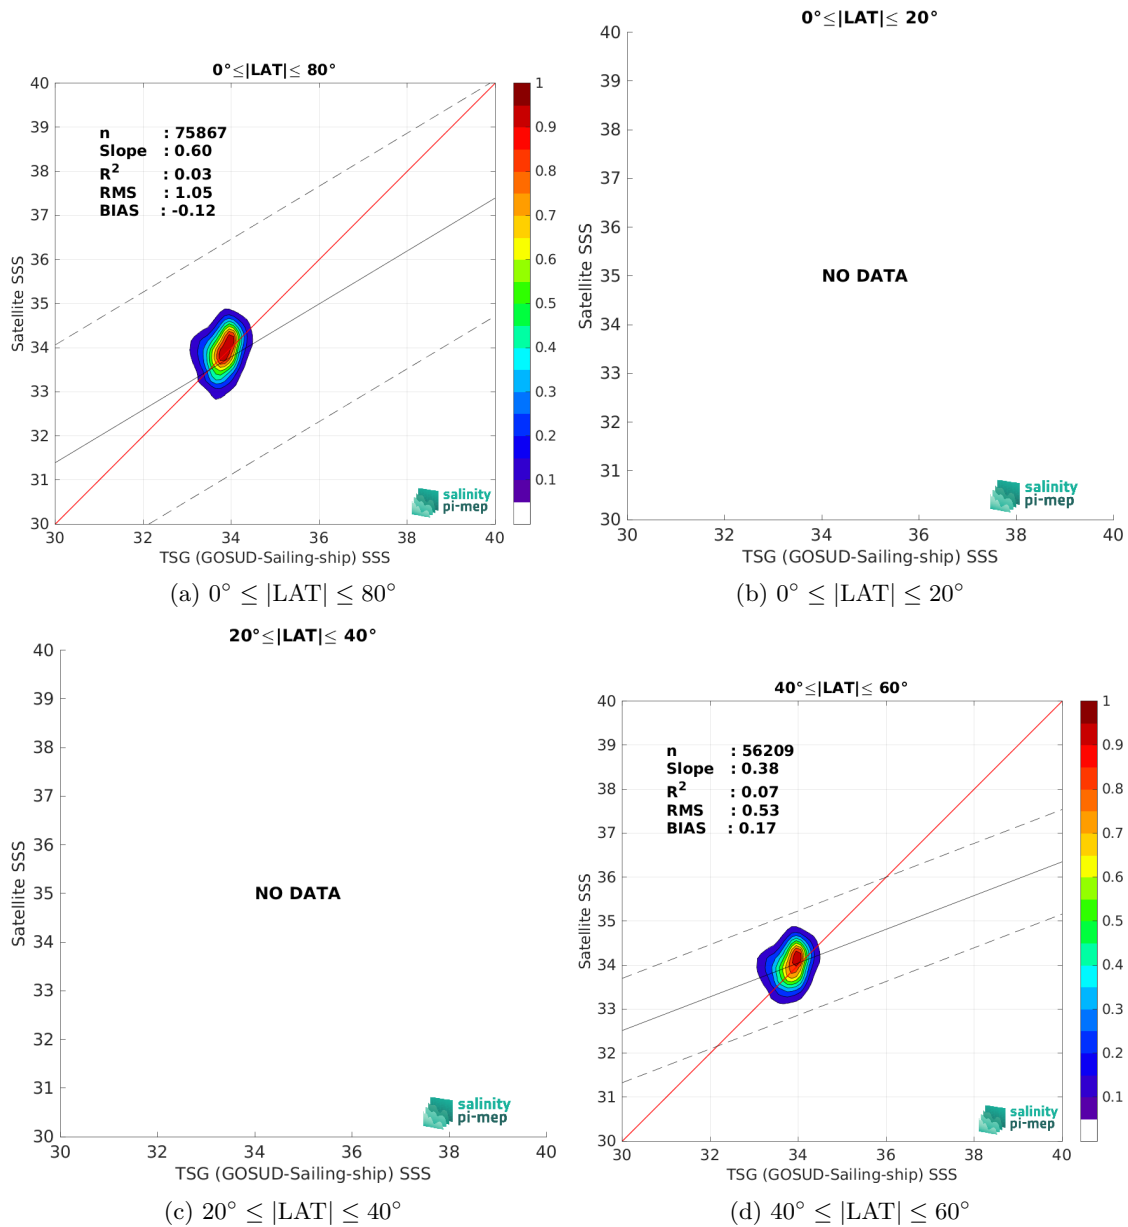 0°≤|LAT|≤ 80°
n : 75867
Slope : 0.60
R² : 0.03
RMS : 1.05
BIAS : -0.12
40
39
38
37
36
35
34
33
32
31
30
Satellite SSS
30 32 34 36 38 40
TSG (GOSUD-Sailing-ship) SSS
1
0.9
0.8
0.7
0.6
0.5
0.4
0.3
0.2
0.1
salinity
pi-mep
(a) 0° ≤ |LAT| ≤ 80°
0°≤|LAT|≤ 20°
40
39
38
37
36
35
34
33
32
31
30
Satellite SSS
NO DATA
salinity
pi-mep
30 32 34 36 38 40
TSG (GOSUD-Sailing-ship) SSS
(b) 0° ≤ |LAT| ≤ 20°
20°≤|LAT|≤ 40°
40
39
38
37
36
35
34
33
32
31
30
Satellite SSS
NO DATA
salinity
pi-mep
30 32 34 36 38 40
TSG (GOSUD-Sailing-ship) SSS
(c) 20° ≤ |LAT| ≤ 40°
40°≤|LAT|≤ 60°
n : 56209
Slope : 0.38
R² : 0.07
RMS : 0.53
BIAS : 0.17
40
39
38
37
36
35
34
33
32
31
30
Satellite SSS
30 32 34 36 38 40
TSG (GOSUD-Sailing-ship) SSS
1
0.9
0.8
0.7
0.6
0.5
0.4
0.3
0.2
0.1
salinity
pi-mep
(d) 40° ≤ |LAT| ≤ 60°